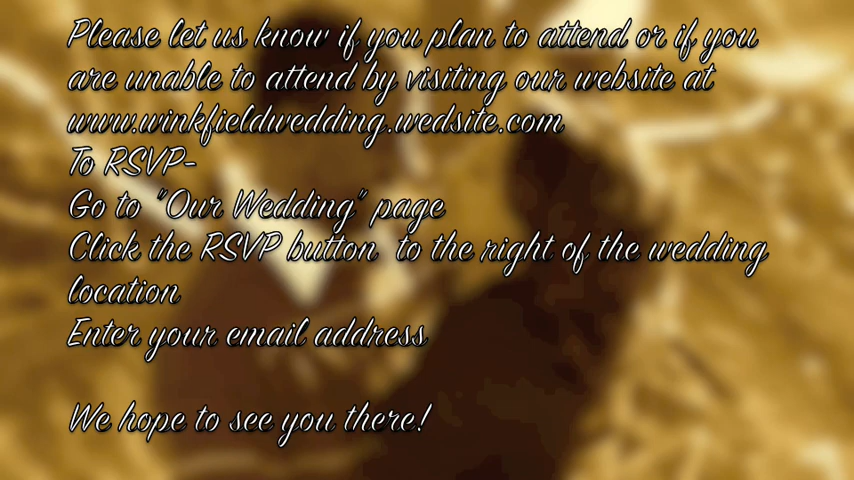 Please let us know if you plan to attend or if you
are unable to attend by visiting our website at
www.winkfieldwedding.wedsite.com
To RSVP-
Go to "Our Wedding" page
Click the RSVP button to the right of the wedding
location
Enter your email address
We hope to see you there!